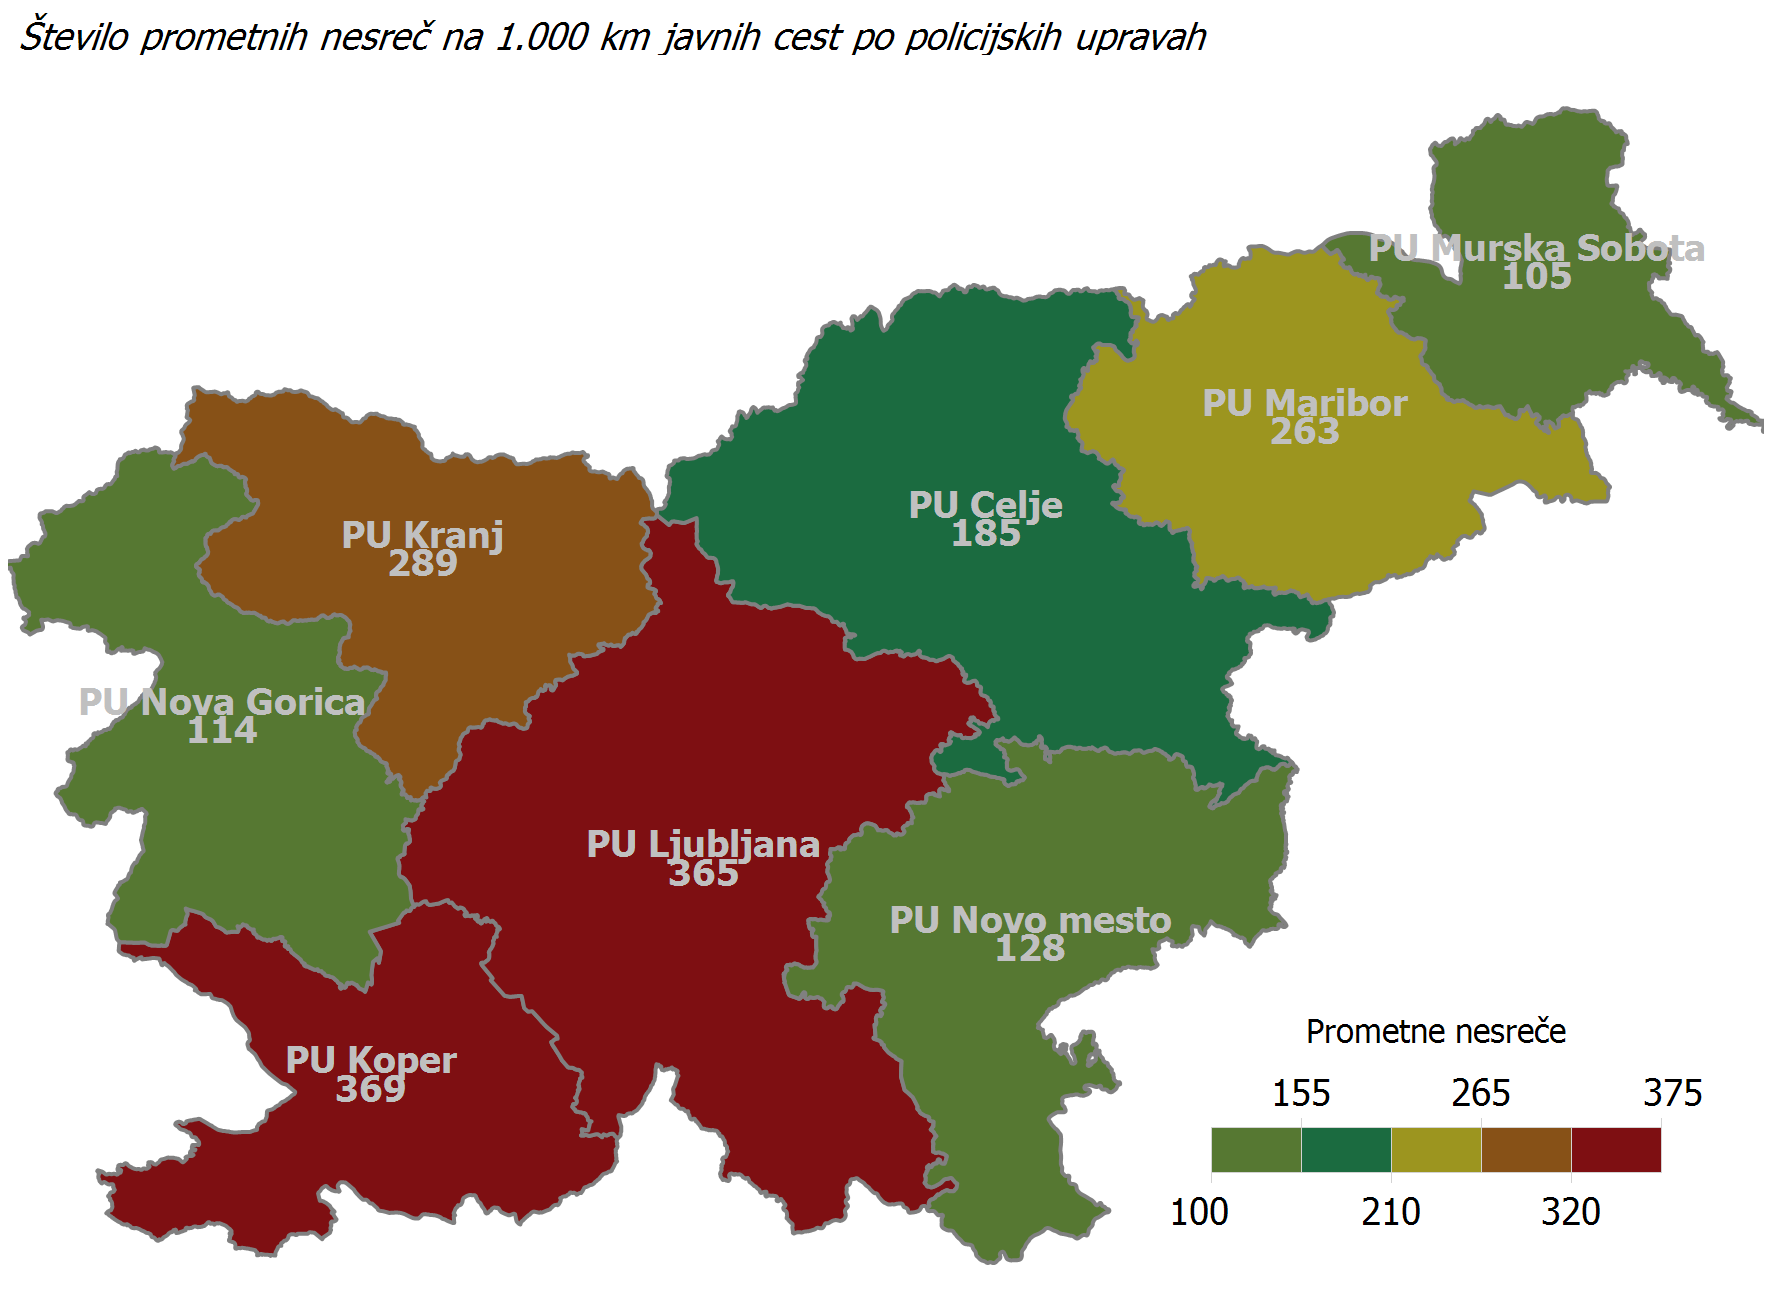 Število prometnih nesreč na 1.000 km javnih cest po policijskih upravah
PU Murska Sobota
105
PU Maribor
263
PU Celje
185
PU Kranj
289
PU Nova Gorica
114
PU Ljubljana
365
PU Novo mesto
128
PU Koper
369
Prometne nesreče
155 265 375
100 210 320